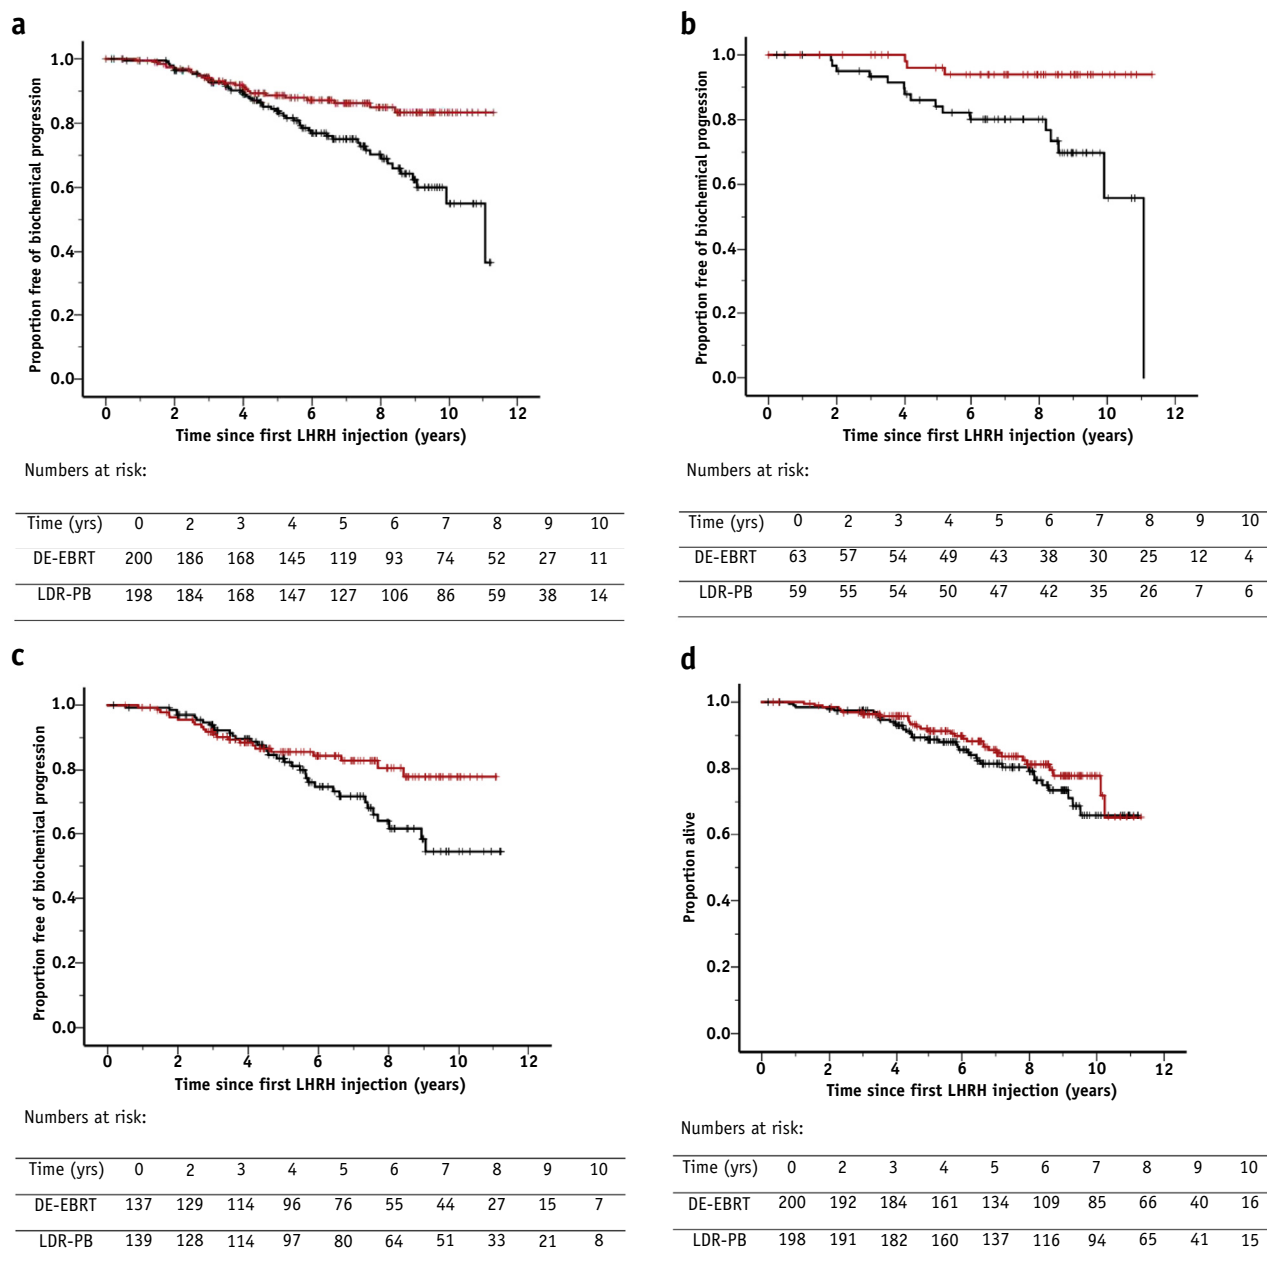 a
Proportion free of biochemical progression
1.0
0.8
0.6
0.4
0.2
0.0
0 2 4 6 8 10 12
Time since first LHRH injection (years)
Numbers at risk:
Time (yrs) 0 2 3 4 5 6 7 8 9 10
DE-EBRT 200 186 168 145 119 93 74 52 27 11
LDR-PB 198 184 168 147 127 106 86 59 38 14
b
Proportion free of biochemical progression
1.0
0.8
0.6
0.4
0.2
0.0
0 2 4 6 8 10 12
Time since first LHRH injection (years)
Numbers at risk:
Time (yrs) 0 2 3 4 5 6 7 8 9 10
DE-EBRT 63 57 54 49 43 38 30 25 12 4
LDR-PB 59 55 54 50 47 42 35 26 7 6
c
Proportion free of biochemical progression
1.0
0.8
0.6
0.4
0.2
0.0
0 2 4 6 8 10 12
Time since first LHRH injection (years)
Numbers at risk:
Time (yrs) 0 2 3 4 5 6 7 8 9 10
DE-EBRT 137 129 114 96 76 55 44 27 15 7
LDR-PB 139 128 114 97 80 64 51 33 21 8
d
Proportion alive
1.0
0.8
0.6
0.4
0.2
0.0
0 2 4 6 8 10 12
Time since first LHRH injection (years)
Numbers at risk:
Time (yrs) 0 2 3 4 5 6 7 8 9 10
DE-EBRT 200 192 184 161 134 109 85 66 40 16
LDR-PB 198 191 182 160 137 116 94 65 41 15